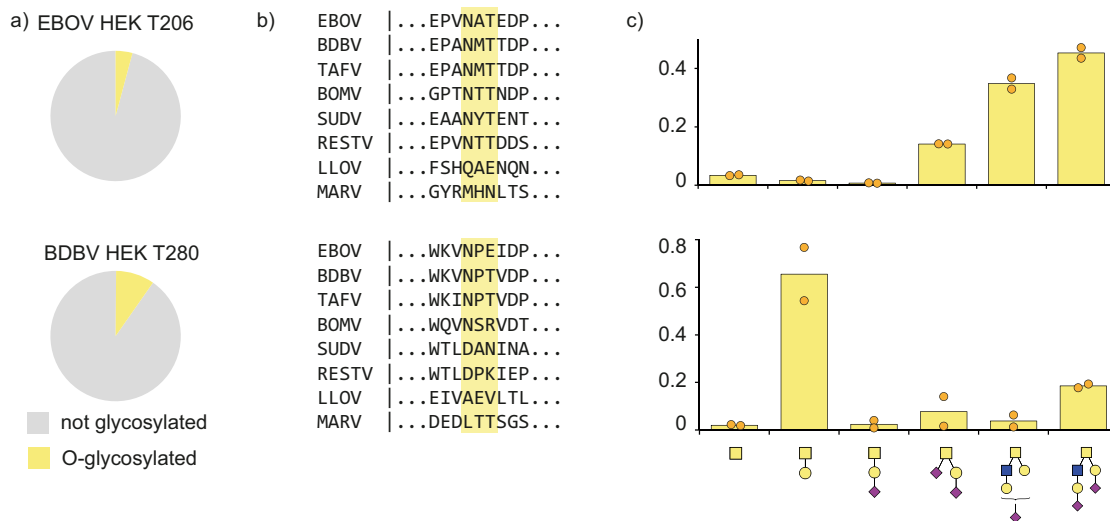 a)
EBOV HEK T206
b)
EBOV |...EPVNATEDP...
BDBV |...EPANMTTDP...
TAFV |...EPANMTTDP...
BOMV |...GPTNTTNDP...
SUDV |...EAANYTENT...
RESTV |...EPVNTTDDS...
LLOV |...FSHQAENQN...
MARV |...GYRMHNLTS...
c)
0.4
0.2
0
BDBV HEK T280
not glycosylated
O-glycosylated
EBOV |...WKVNPEIDP...
BDBV |...WKVNPTVDP...
TAFV |...WKINPTVDP...
BOMV |...WQVNSRVDT...
SUDV |...WTLDANINA...
RESTV |...WTLDPKIEP...
LLOV |...EIVAEVLTL...
MARV |...DEDLTTSGS...
0.8
0.6
0.4
0.2
0